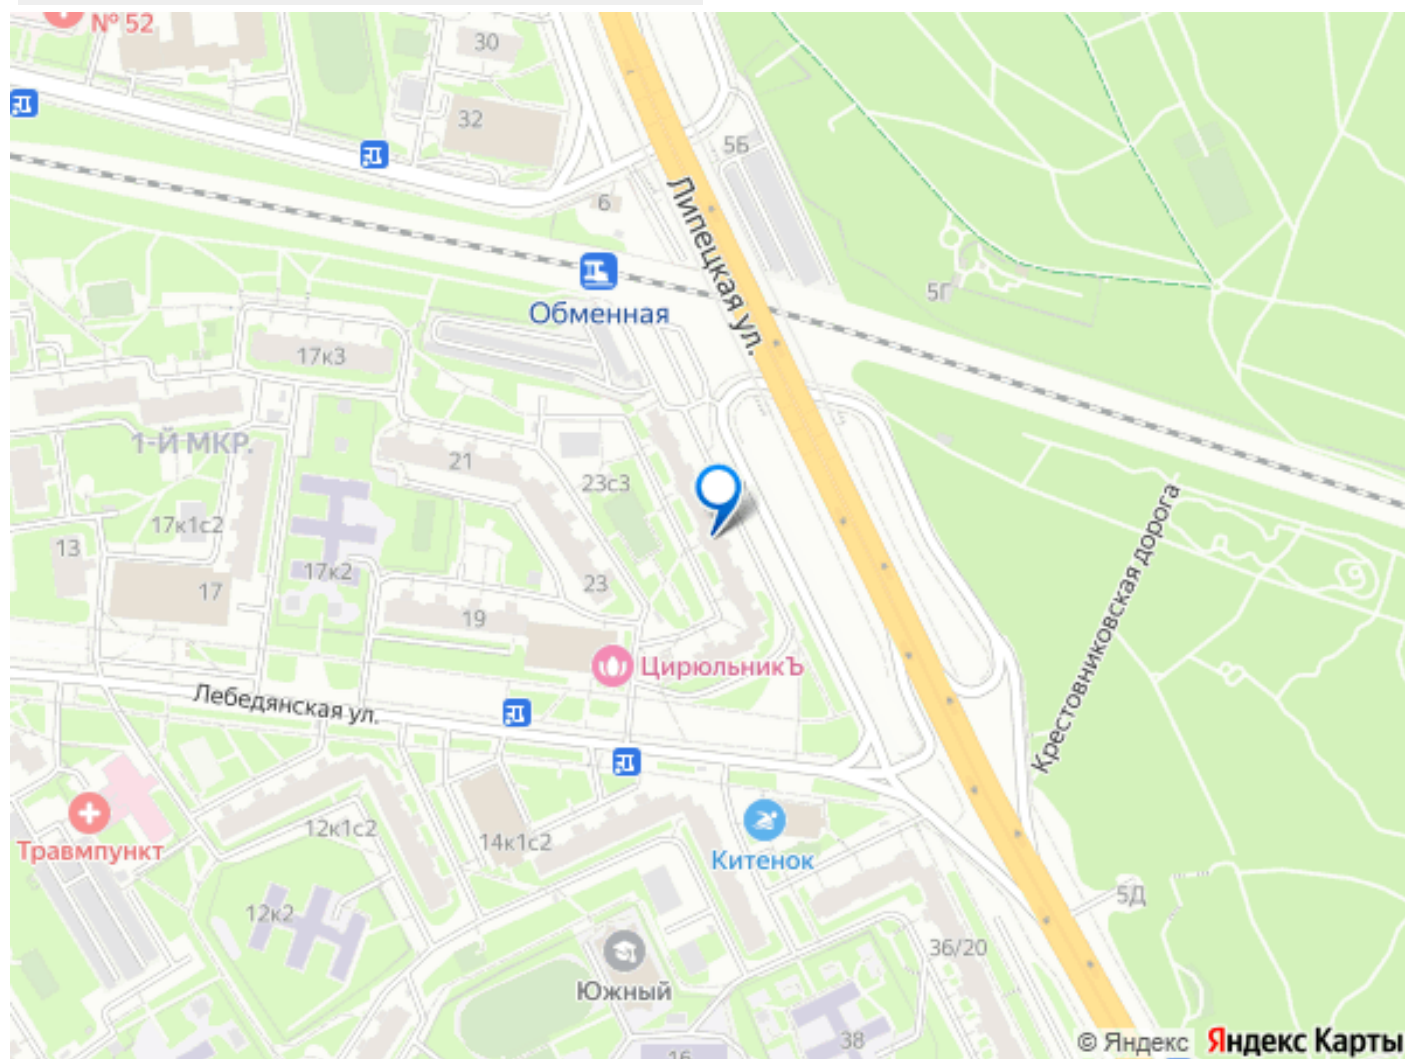 № 52
30
32
5Б
6
Липецкая ул.
Обменная
5Г
17к3
1-Й МКР.
21
23с3
17к1с2
13
17к2
17
23
19
ЦирюльникЪ
Крестовниковская дорога
Лебедянская ул.
12к1с2
14к1с2
Травмпункт
Китенок
12к2
5Д
36/20
Южный
38
16
© Яндекс Яндекс Карты